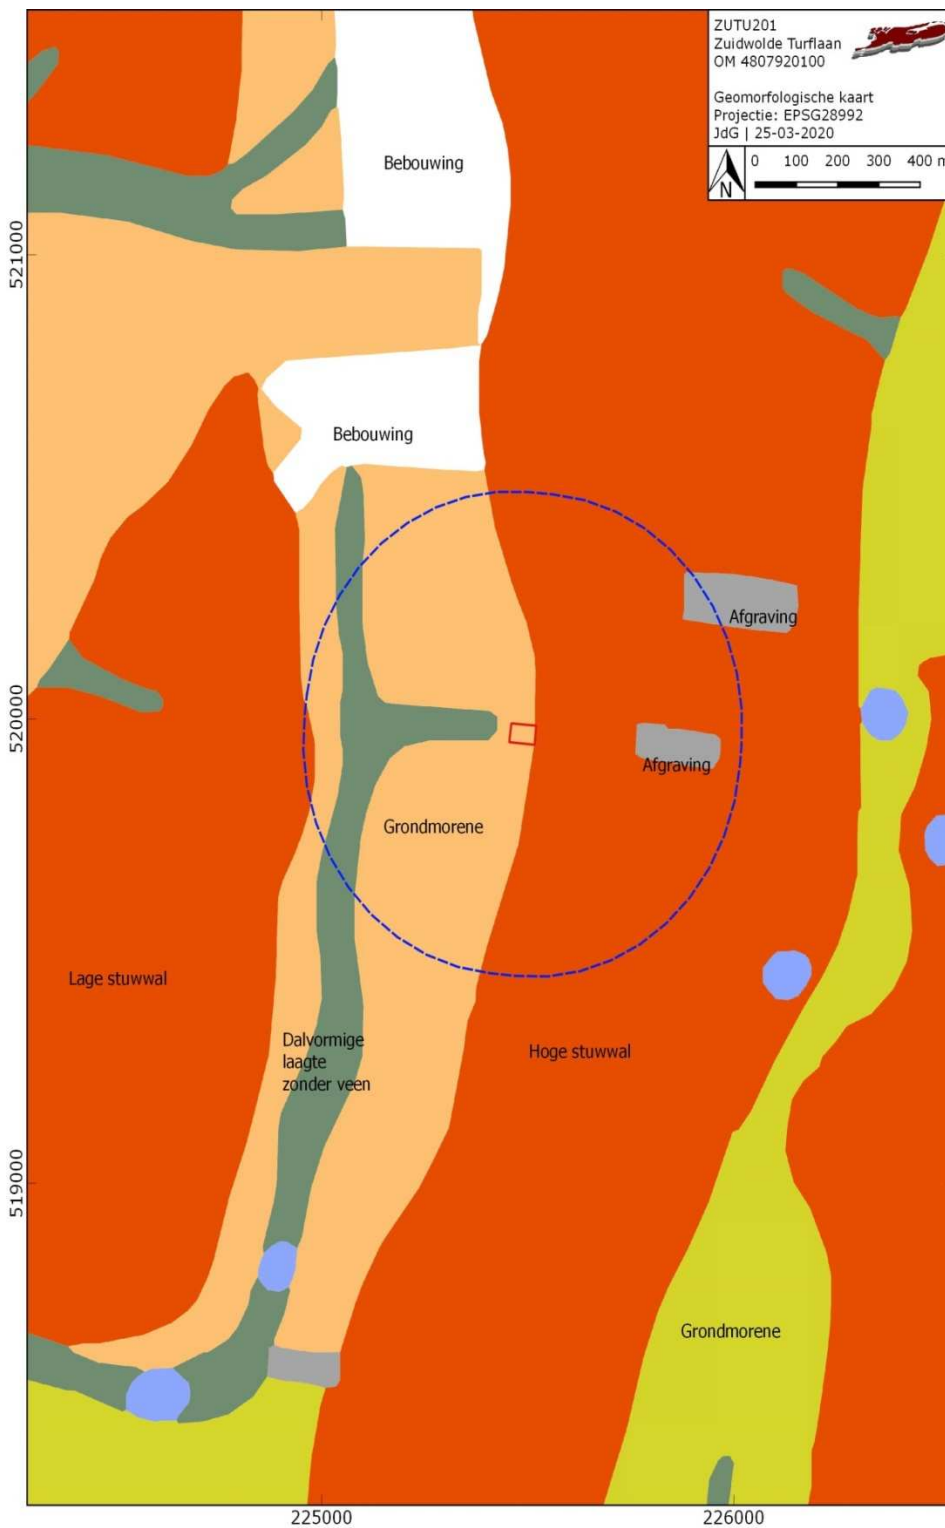 ZUTU201
Zuidwolde Turflaan
OM 4807920100
Geomorfologische kaart
Projectie: EPSG28992
JdG | 25-03-2020
0 100 200 300 400 m
N
Bebouwing
521000
Bebouwing
Afgraving
520000
Afgraving
Grondmorene
Lage stuwwal
Dalvormige
laagte
zonder veen
Hoge stuwwal
519000
Grondmorene
225000
226000